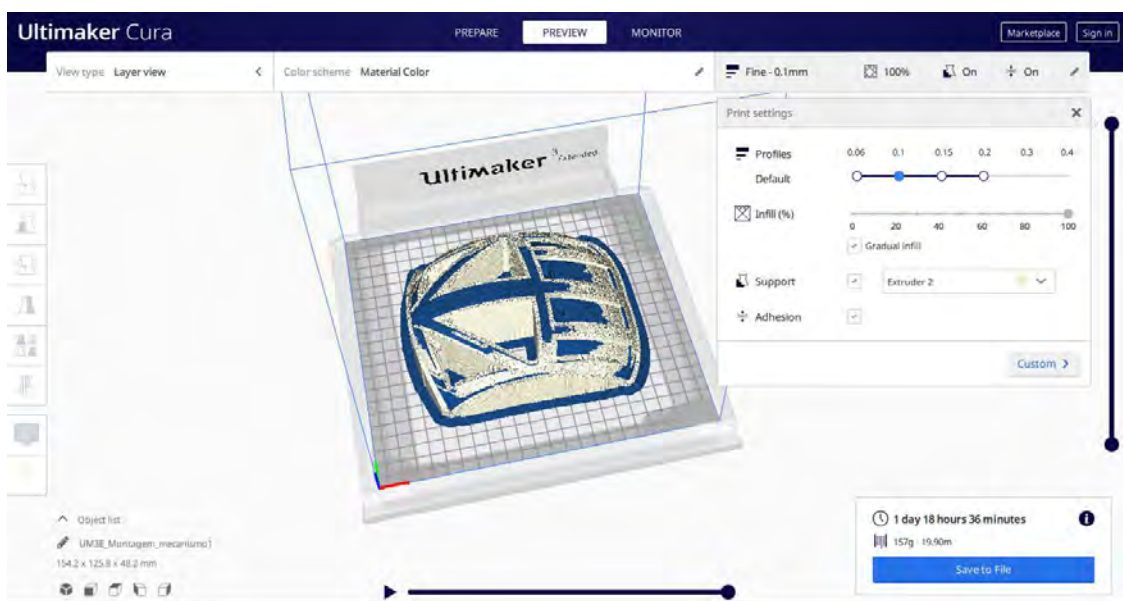 Ultimaker Cura
PREPARE PREVIEW MONITOR
Marketplace Sign in
View type Layer view
Color scheme Material Color
Fine - 0.1mm 100% On On
Print settings
Profiles 0.06 0.1 0.15 0.2 0.3 0.4
Default
Infill (%)
0 20 40 60 80 100
Gradual infill
Support Extruder 2
Adhesion
Custom
Ultimaker 3 Extended
Object list
UM3E_Montagem_mecanismo1
154.2 x 125.8 x 48.2 mm
1 day 18 hours 36 minutes
157g · 19.90m
Save to File